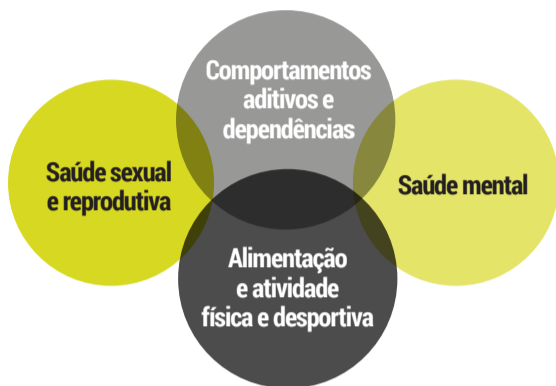 Comportamentos
aditivos e
dependências
Saúde sexual
e reprodutiva
Saúde mental
Alimentação
e atividade
física e desportiva